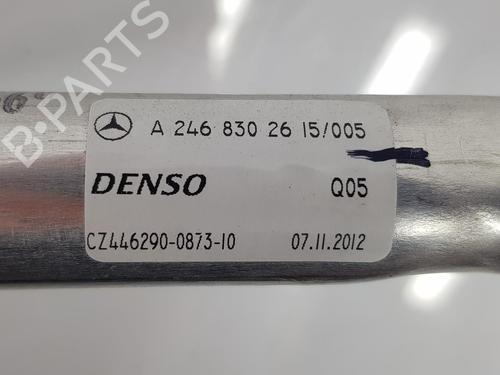 B-PARTS
A 246 830 26 15/005
DENSO
Q05
CZ446290-0873-10
07.11.2012